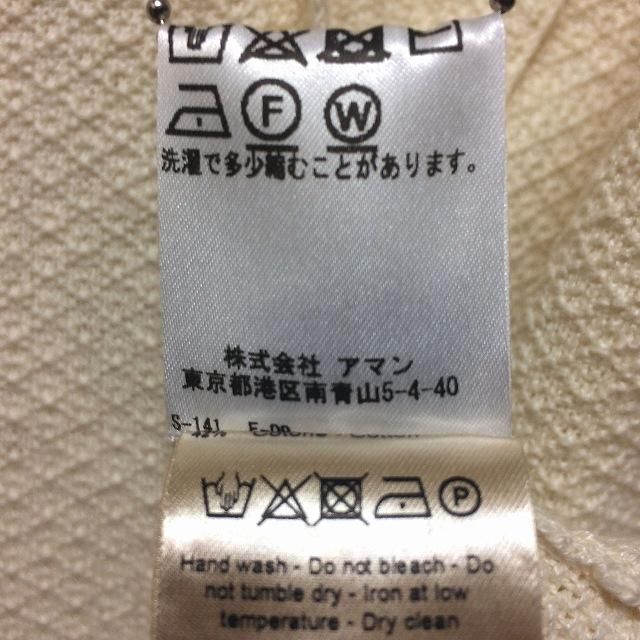 F W
洗濯で多少縮むことがあります。
株式会社 アマン
東京都港区南青山5-4-40
S-141
P
Hand wash - Do not bleach - Do
not tumble dry - Iron at low
temperature - Dry clean